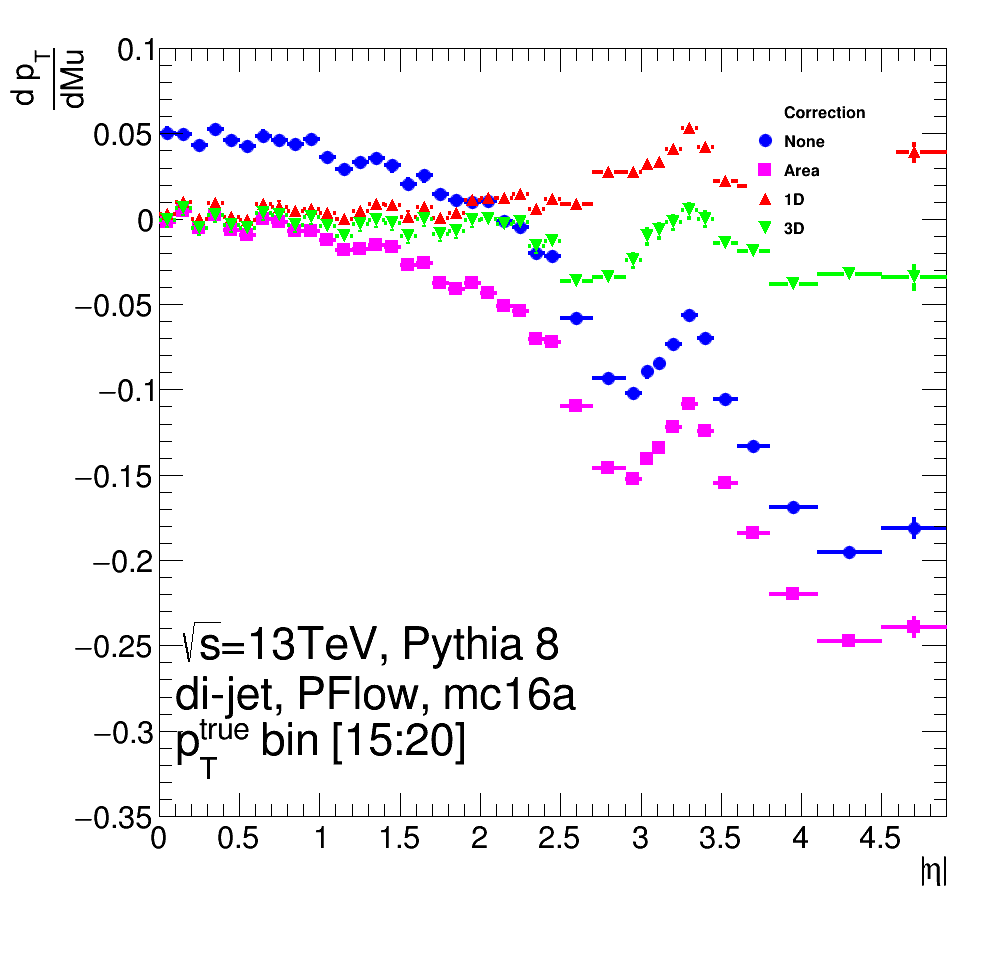 d p_T
dMu
0.1
0.05
0
−0.05
−0.1
−0.15
−0.2
−0.25
−0.3
−0.35
Correction
None
Area
1D
3D
√s=13TeV, Pythia 8
di-jet, PFlow, mc16a
p_T^true bin [15:20]
0 0.5 1 1.5 2 2.5 3 3.5 4 4.5
|η|